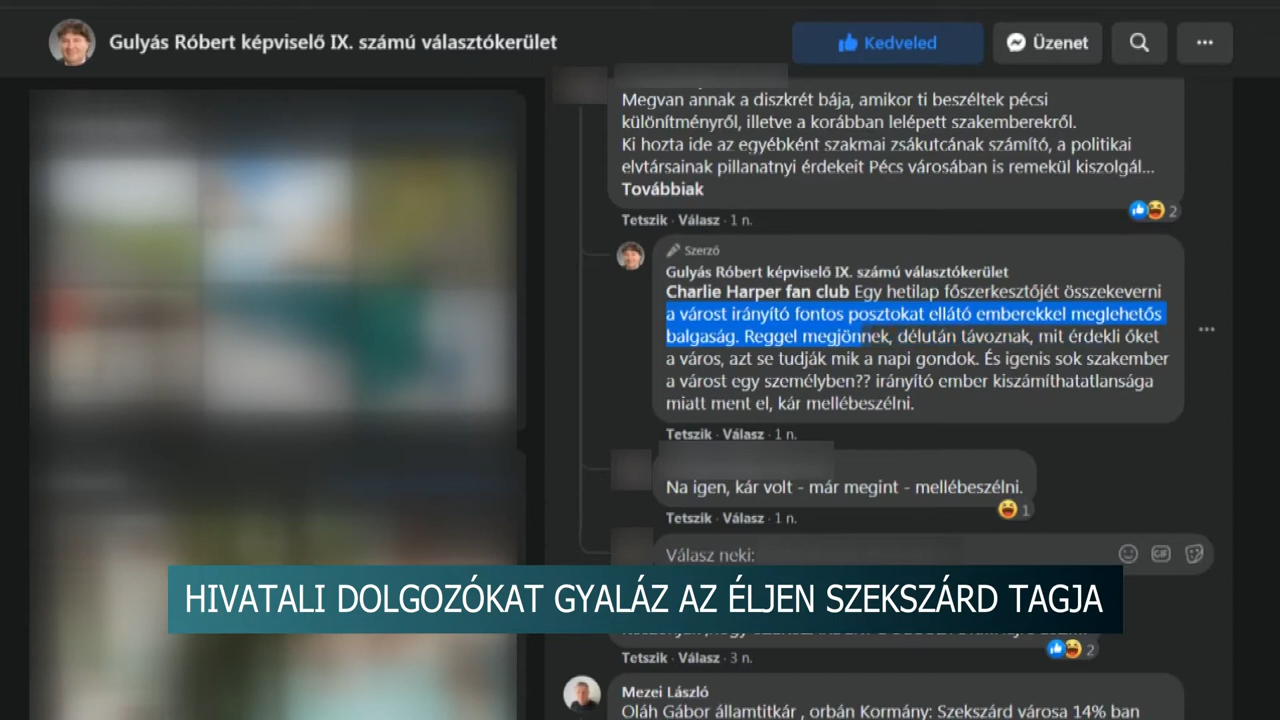 Gulyás Róbert képviselő IX. számú választókerület
Kedveled
Üzenet
Megvan annak a diszkrét bája, amikor ti beszéltek pécsi
különítményről, illetve a korábban lelépett szakemberekről.
Ki hozta ide az egyébként szakmai zsákutcának számító, a politikai
elvtársainak pillanatnyi érdekeit Pécs városában is remekül kiszolgál...
Továbbiak
Tetszik · Válasz · 1 n.
2
Szerző
Gulyás Róbert képviselő IX. számú választókerület
Charlie Harper fan club Egy hetilap főszerkesztőjét összekeverni
a várost irányító fontos posztokat ellátó emberekkel meglehetős
balgaság. Reggel megjönnek, délután távoznak, mit érdekli őket
a város, azt se tudják mik a napi gondok. És igenis sok szakember
a várost egy személyben?? irányító ember kiszámíthatatlansága
miatt ment el, kár mellébeszélni.
Tetszik · Válasz · 1 n.
Na igen, kár volt - már megint - mellébeszélni.
1
Tetszik · Válasz · 1 n.
Válasz neki:
GIF
HIVATALI DOLGOZÓKAT GYALÁZ AZ ÉLJEN SZEKSZÁRD TAGJA
2
Tetszik · Válasz · 3 n.
Mezei László
Oláh Gábor államtitkár , orbán Kormány: Szekszárd városa 14% ban